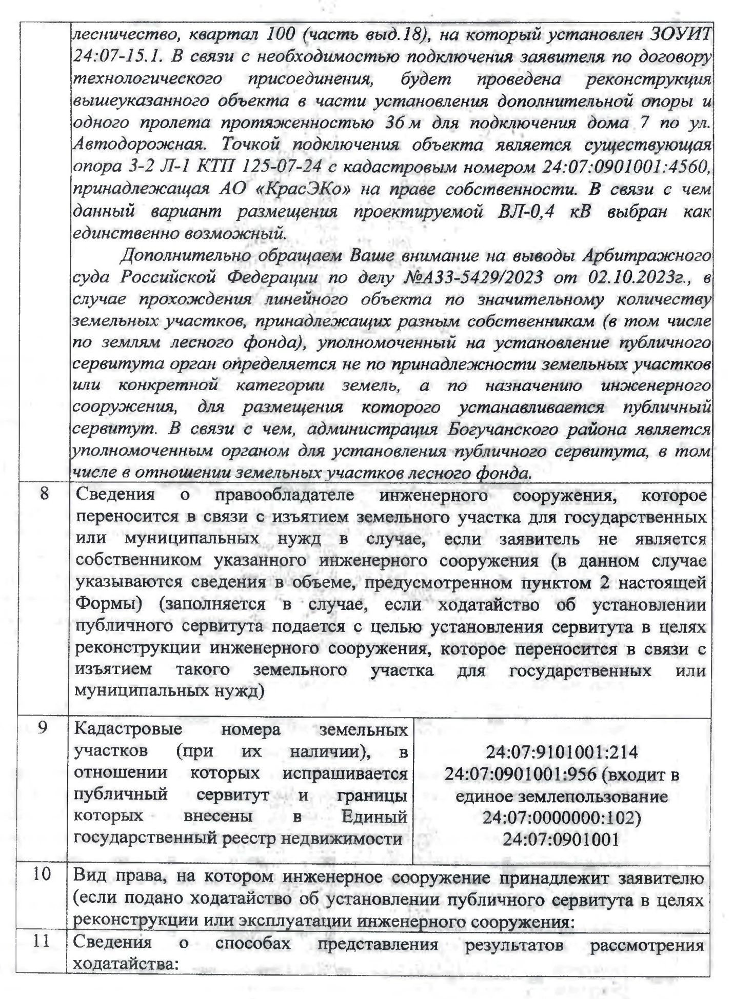 лесничество, квартал 100 (часть выд.18), на который установлен ЗОУИТ
24:07-15.1. В связи с необходимостью подключения заявителя по договору
технологического присоединения, будет проведена реконструкция
вышеуказанного объекта в части установления дополнительной опоры и
одного пролета протяженностью 36 м для подключения дома 7 по ул.
Автодорожная. Точкой подключения объекта является существующая
опора 3-2 Л-1 КТП 125-07-24 с кадастровым номером 24:07:0901001:4560,
принадлежащая АО «КрасЭКо» на праве собственности. В связи с чем
данный вариант размещения проектируемой ВЛ-0,4 кВ выбран как
единственно возможный.
Дополнительно обращаем Ваше внимание на выводы Арбитражного
суда Российской Федерации по делу №А33-5429/2023 от 02.10.2023г., в
случае прохождения линейного объекта по значительному количеству
земельных участков, принадлежащих разным собственникам (в том числе
по землям лесного фонда), уполномоченный на установление публичного
сервитута орган определяется не по принадлежности земельных участков
или конкретной категории земель, а по назначению инженерного
сооружения, для размещения которого устанавливается публичный
сервитут. В связи с чем, администрация Богучанского района является
уполномоченным органом для установления публичного сервитута, в том
числе в отношении земельных участков лесного фонда.
8 Сведения о правообладателе инженерного сооружения, которое
переносится в связи с изъятием земельного участка для государственных
или муниципальных нужд в случае, если заявитель не является
собственником указанного инженерного сооружения (в данном случае
указываются сведения в объеме, предусмотренном пунктом 2 настоящей
Формы) (заполняется в случае, если ходатайство об установлении
публичного сервитута подается с целью установления сервитута в целях
реконструкции инженерного сооружения, которое переносится в связи с
изъятием такого земельного участка для государственных или
муниципальных нужд)
9 Кадастровые номера земельных
участков (при их наличии), в
отношении которых испрашивается
публичный сервитут и границы
которых внесены в Единый
государственный реестр недвижимости
24:07:9101001:214
24:07:0901001:956 (входит в
единое землепользование
24:07:0000000:102)
24:07:0901001
10 Вид права, на котором инженерное сооружение принадлежит заявителю
(если подано ходатайство об установлении публичного сервитута в целях
реконструкции или эксплуатации инженерного сооружения:
11 Сведения о способах представления результатов рассмотрения
ходатайства: